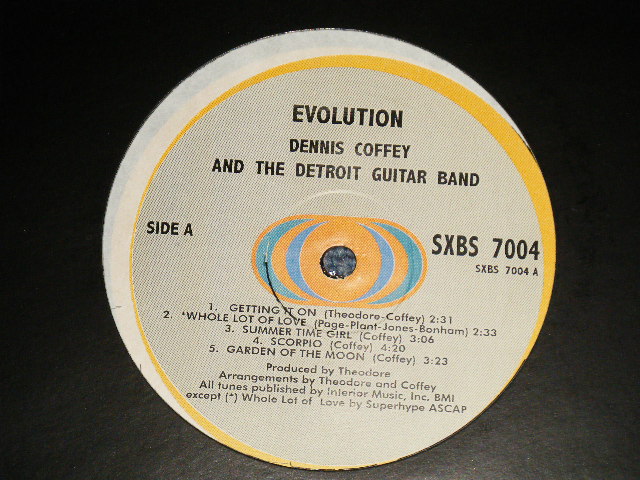 EVOLUTION
DENNIS COFFEY
AND THE DETROIT GUITAR BAND
SIDE A
SXBS 7004
SXBS 7004 A
1. GETTING IT ON (Theodore-Coffey) 2:31
2. *WHOLE LOT OF LOVE (Page-Plant-Jones-Bonham) 2:33
3. SUMMER TIME GIRL (Coffey) 3:06
4. SCORPIO (Coffey) 4:20
5. GARDEN OF THE MOON (Coffey) 3:23
Produced by Theodore
Arrangements by Theodore and Coffey
All tunes published by Interior Music, Inc. BMI
except (*) Whole Lot of Love by Superhype ASCAP